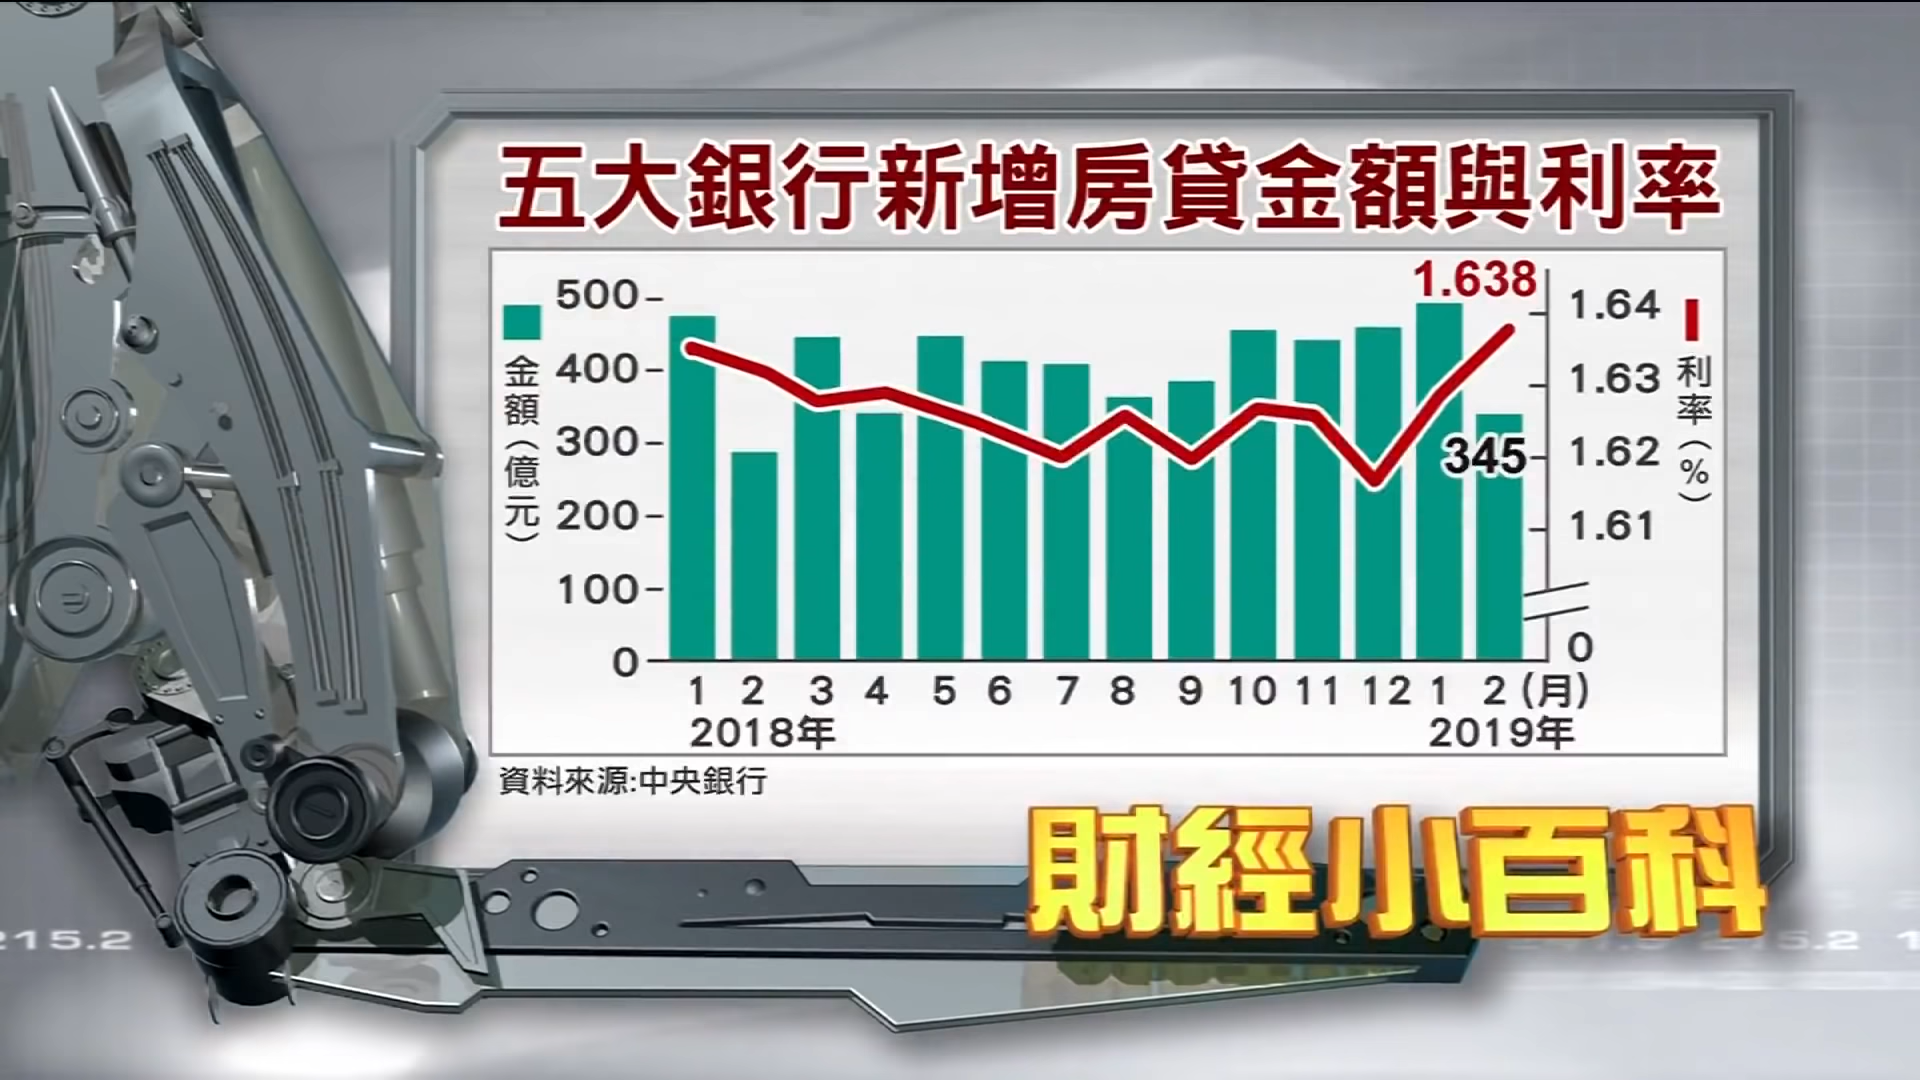 五大銀行新增房貸金額與利率
金額(億元)
500
400
300
200
100
0
1.638
345
1.64
1.63
1.62
1.61
0
利率(%)
1 2 3 4 5 6 7 8 9 10 11 12 1 2 (月)
2018年 2019年
資料來源:中央銀行
財經小百科
215.2